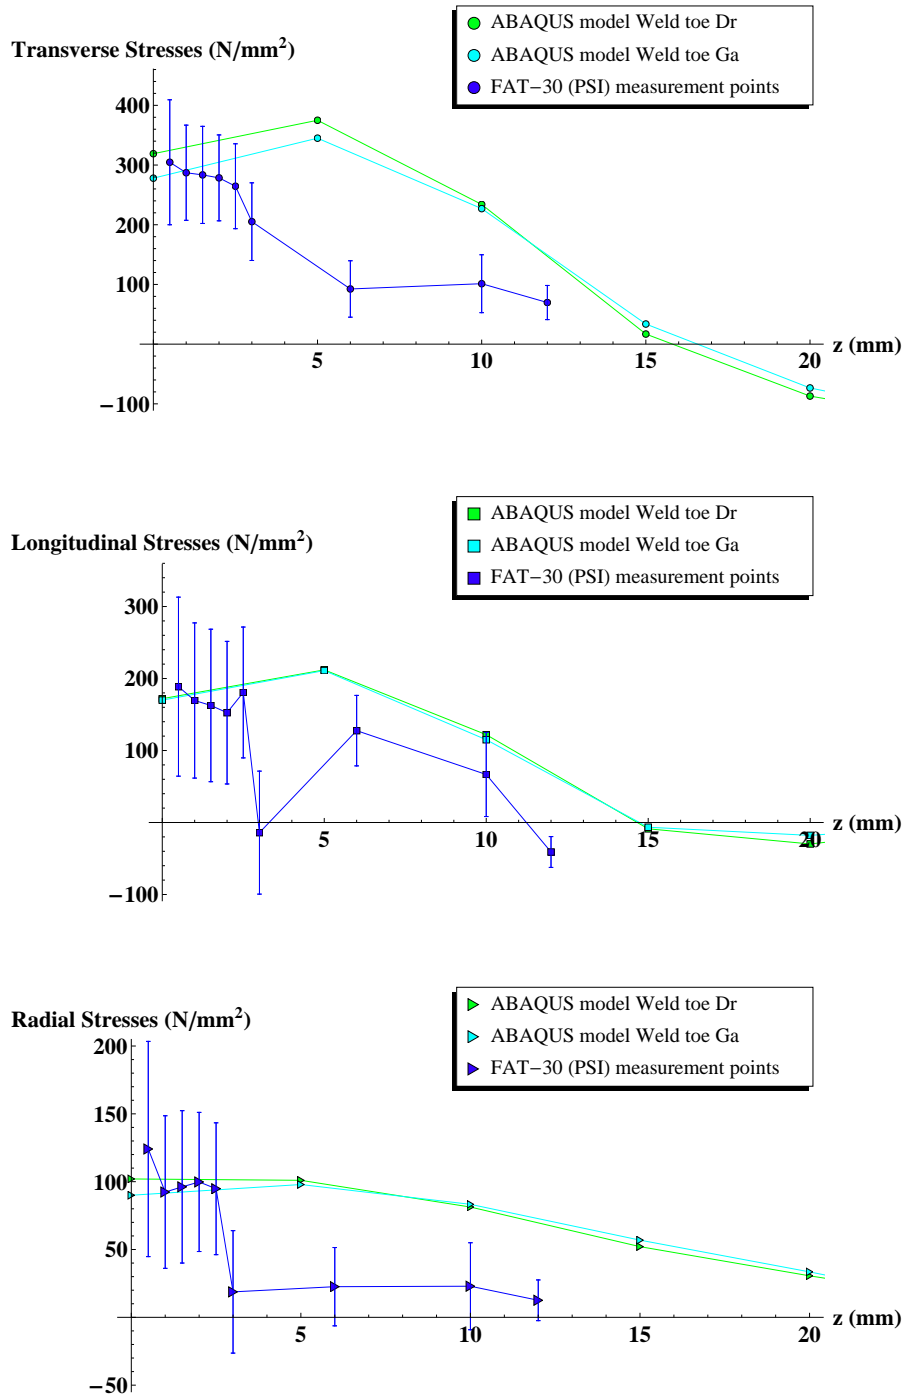 ABAQUS model Weld toe Dr
Transverse Stresses (N/mm²)
ABAQUS model Weld toe Ga
FAT−30 (PSI) measurement points
400
300
200
100
5 10 15 20 z (mm)
−100
ABAQUS model Weld toe Dr
Longitudinal Stresses (N/mm²)
ABAQUS model Weld toe Ga
FAT−30 (PSI) measurement points
300
200
100
5 10 15 20 z (mm)
−100
ABAQUS model Weld toe Dr
Radial Stresses (N/mm²)
ABAQUS model Weld toe Ga
FAT−30 (PSI) measurement points
200
150
100
50
5 10 15 20 z (mm)
−50